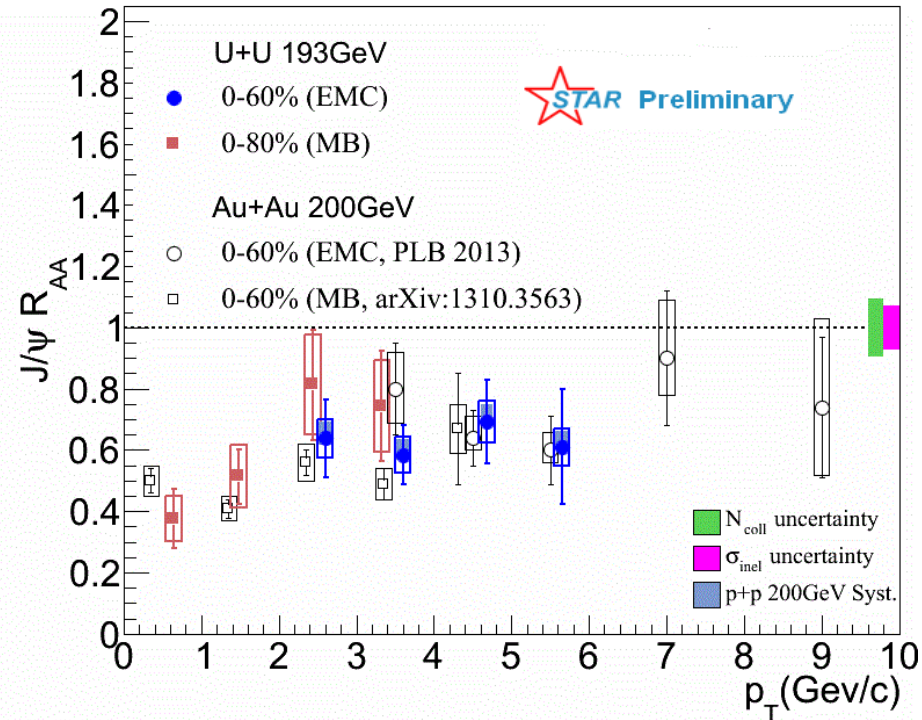 U+U 193GeV
0-60% (EMC)
0-80% (MB)
STAR Preliminary
Au+Au 200GeV
0-60% (EMC, PLB 2013)
0-60% (MB, arXiv:1310.3563)
N_coll uncertainty
σ_inel uncertainty
p+p 200GeV Syst.
J/ψ R_AA
2
1.8
1.6
1.4
1.2
1
0.8
0.6
0.4
0.2
0
0 1 2 3 4 5 6 7 8 9 10
p_T(Gev/c)